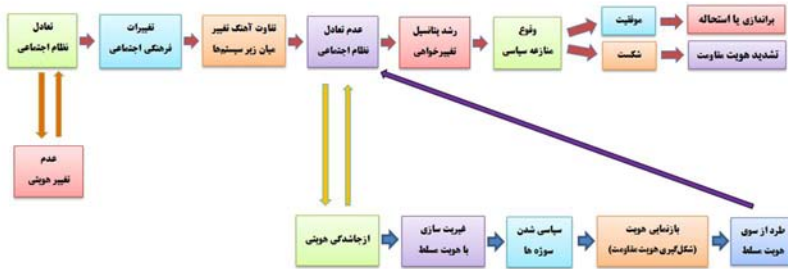 تعادل
نظام اجتماعی
تغییرات
فرهنگی اجتماعی
تفاوت آهنگ تغییر
میان زیر سیستم‌ها
عدم تعادل
نظام اجتماعی
رشد پتانسیل
تغییرخواهی
وقوع
منازعه سیاسی
موفقیت
براندازی یا استحاله
شکست
تشدید هویت مقاومت
عدم
تغییر هویتی
ازجاشدگی هویتی
غیریت سازی
با هویت مسلط
سیاسی شدن
سوژه ها
بازنمایی هویت
(شکل‌گیری هویت مقاومت)
طرد از سوی
هویت مسلط